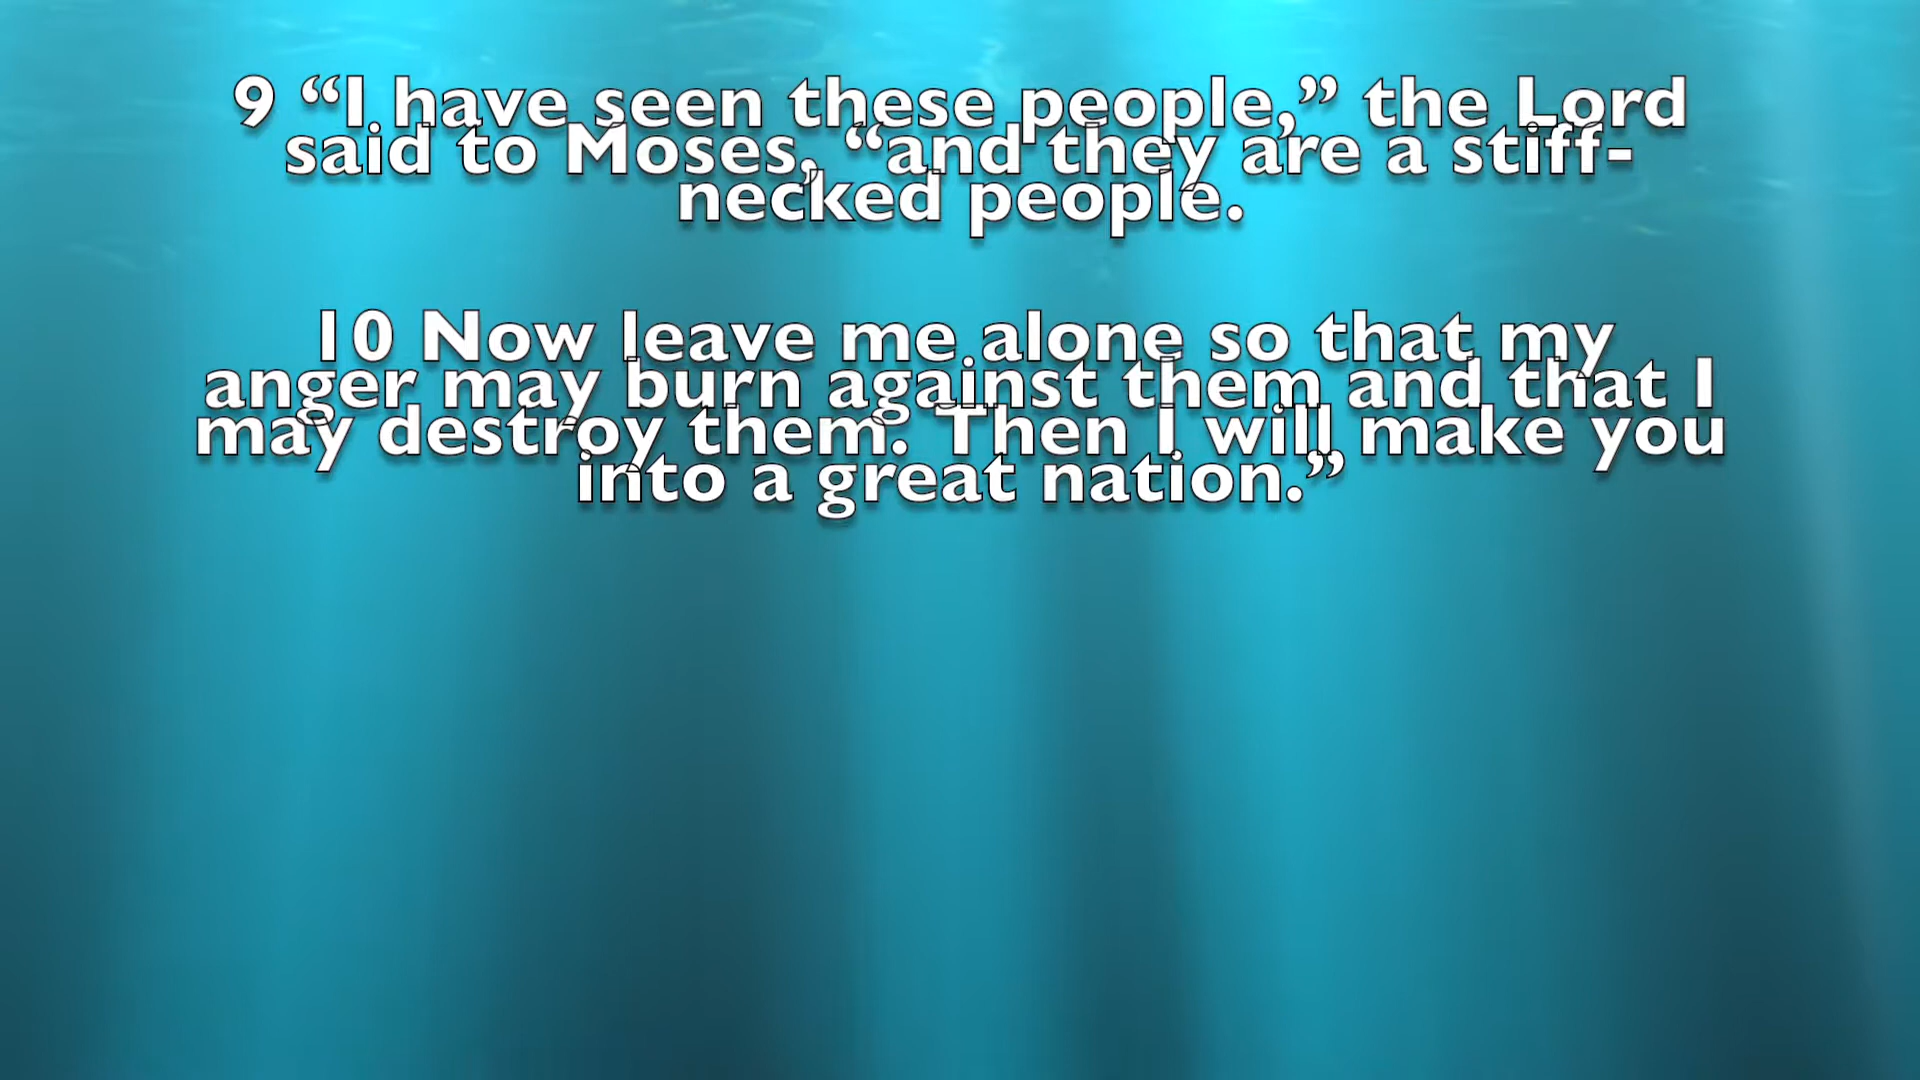 9 “I have seen these people,” the Lord
said to Moses, “and they are a stiff-
necked people.
10 Now leave me alone so that my
anger may burn against them and that I
may destroy them. Then I will make you
into a great nation.”